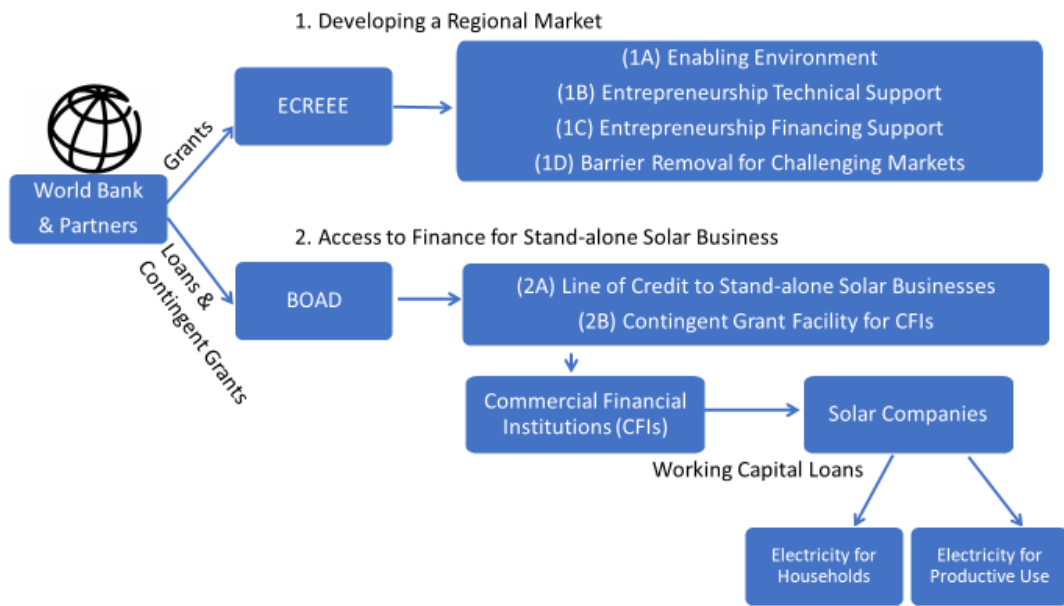 1. Developing a Regional Market
(1A) Enabling Environment
(1B) Entrepreneurship Technical Support
(1C) Entrepreneurship Financing Support
(1D) Barrier Removal for Challenging Markets
ECREEE
Grants
World Bank
& Partners
Loans &
Contingent Grants
2. Access to Finance for Stand-alone Solar Business
BOAD
(2A) Line of Credit to Stand-alone Solar Businesses
(2B) Contingent Grant Facility for CFIs
Commercial Financial
Institutions (CFIs)
Solar Companies
Working Capital Loans
Electricity for
Households
Electricity for
Productive Use